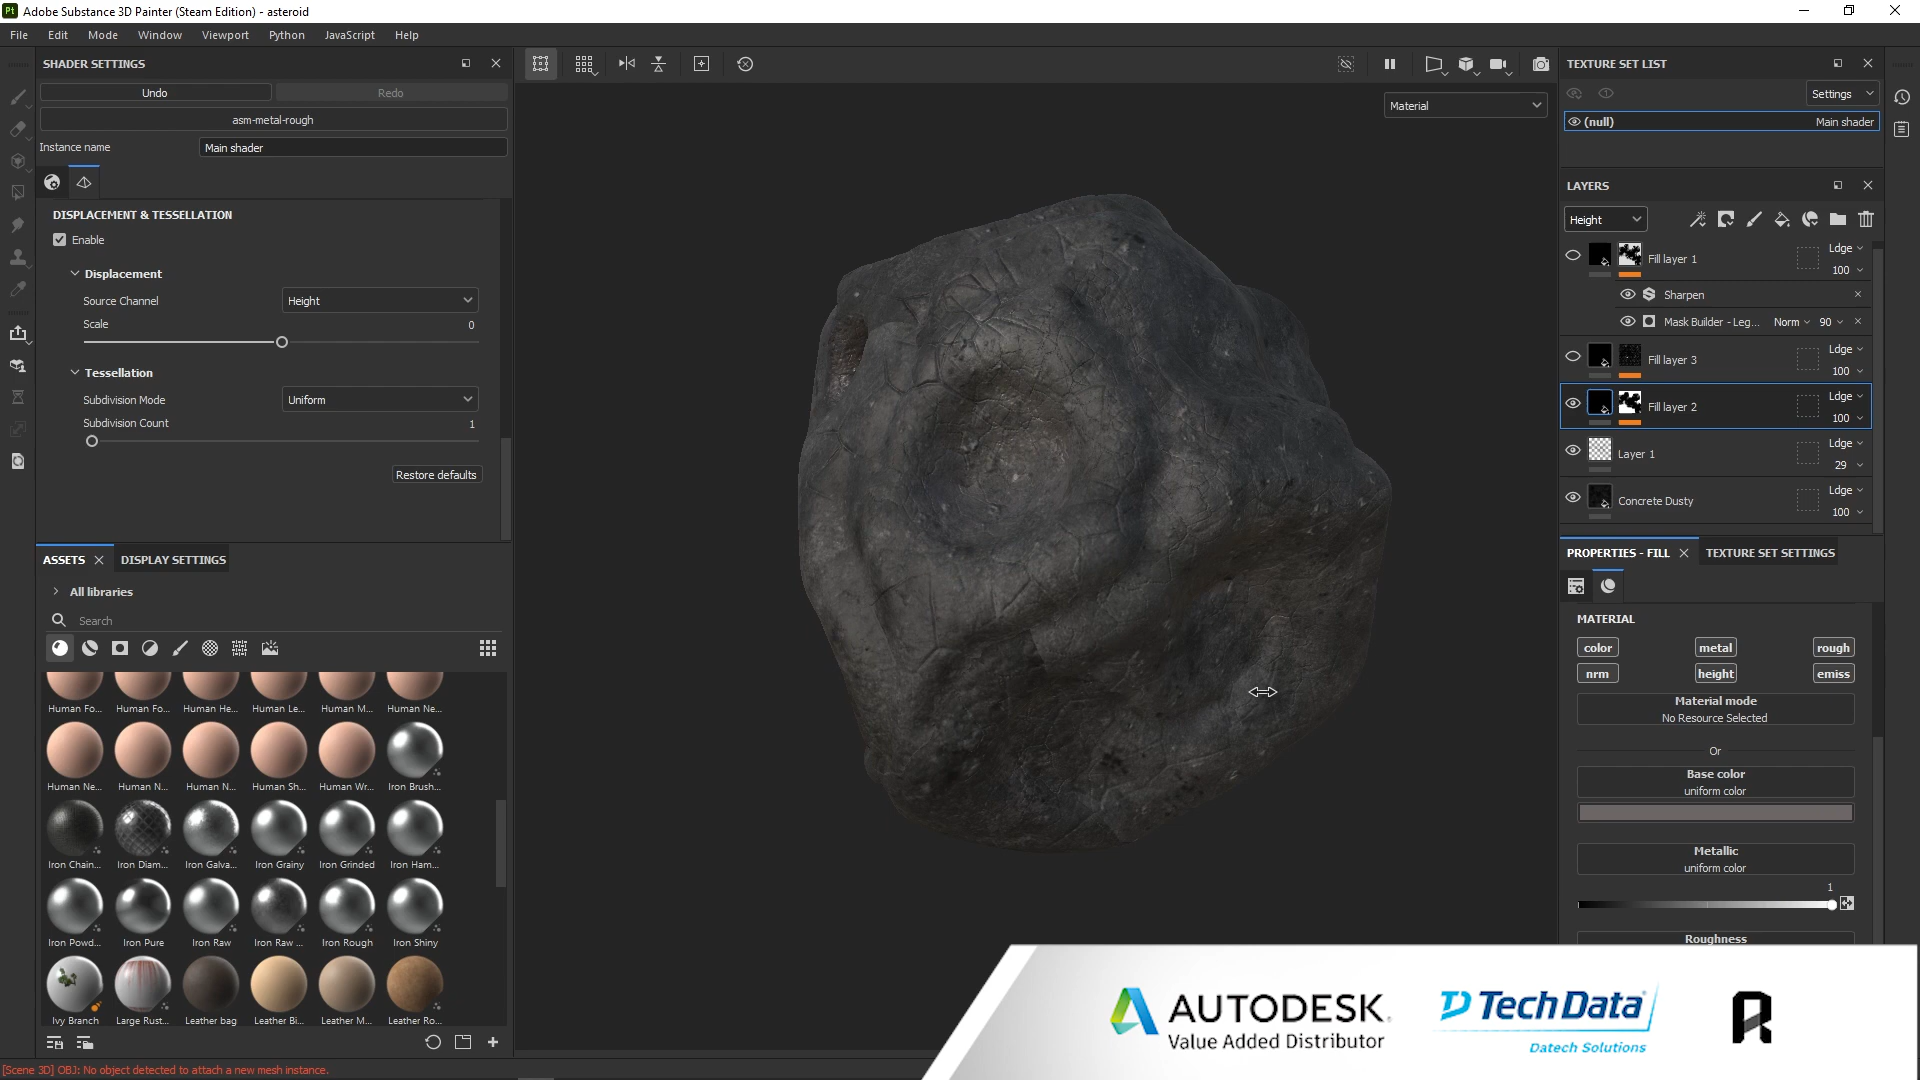 Pt Adobe Substance 3D Painter (Steam Edition) - asteroid
File Edit Mode Window Viewport Python JavaScript Help
SHADER SETTINGS
Undo Redo
asm-metal-rough
Instance name Main shader
DISPLACEMENT & TESSELLATION
Enable
Displacement
Source Channel Height
Scale 0
Tessellation
Subdivision Mode Uniform
Subdivision Count 1
Restore defaults
ASSETS DISPLAY SETTINGS
All libraries
Search
Human Fo... Human Fo... Human He... Human Le... Human M... Human Ne...
Human Ne... Human N... Human N... Human Sh... Human Wr... Iron Brush...
Iron Chain... Iron Diam... Iron Galva... Iron Grainy Iron Grinded Iron Ham...
Iron Powd... Iron Pure Iron Raw Iron Raw ... Iron Rough Iron Shiny
Ivy Branch Large Rust... Leather bag Leather Bi... Leather M... Leather Ro...
[Scene 3D] OBJ: No object detected to attach a new mesh instance.
Material
TEXTURE SET LIST
Settings
(null) Main shader
LAYERS
Height
Fill layer 1 Ldge 100
Sharpen
Mask Builder - Leg... Norm 90
Fill layer 3 Ldge 100
Fill layer 2 Ldge 100
Layer 1 Ldge 29
Concrete Dusty Ldge 100
PROPERTIES - FILL TEXTURE SET SETTINGS
MATERIAL
color metal rough
nrm height emiss
Material mode
No Resource Selected
Or
Base color
uniform color
Metallic
uniform color
1
Roughness
AUTODESK.
Value Added Distributor
TechData
Datech Solutions